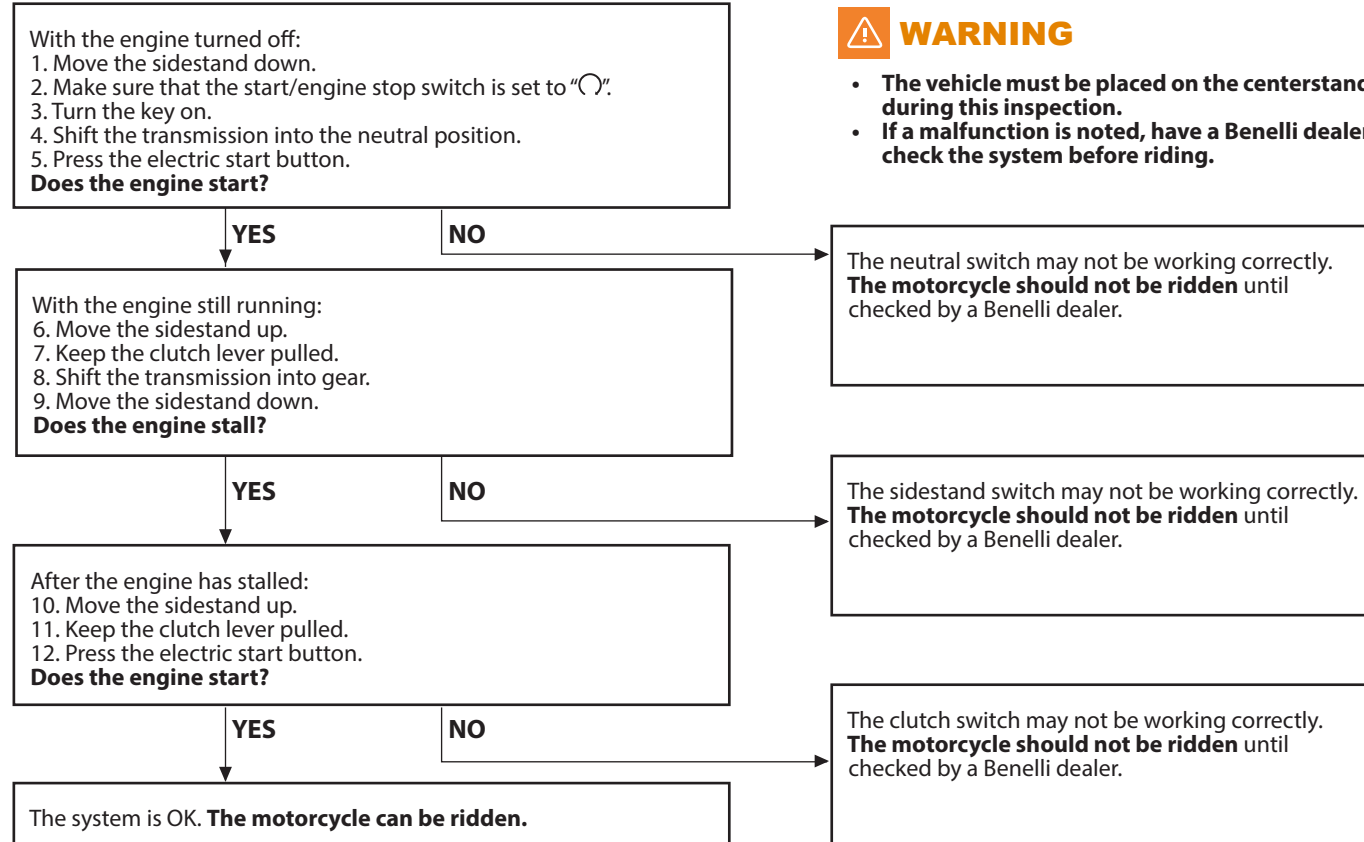 With the engine turned off:
1. Move the sidestand down.
2. Make sure that the start/engine stop switch is set to “ ”.
3. Turn the key on.
4. Shift the transmission into the neutral position.
5. Press the electric start button.
Does the engine start?
WARNING
• The vehicle must be placed on the centerstand
during this inspection.
• If a malfunction is noted, have a Benelli dealer
check the system before riding.
YES
NO
The neutral switch may not be working correctly.
The motorcycle should not be ridden until
checked by a Benelli dealer.
With the engine still running:
6. Move the sidestand up.
7. Keep the clutch lever pulled.
8. Shift the transmission into gear.
9. Move the sidestand down.
Does the engine stall?
YES
NO
The sidestand switch may not be working correctly.
The motorcycle should not be ridden until
checked by a Benelli dealer.
After the engine has stalled:
10. Move the sidestand up.
11. Keep the clutch lever pulled.
12. Press the electric start button.
Does the engine start?
YES
NO
The clutch switch may not be working correctly.
The motorcycle should not be ridden until
checked by a Benelli dealer.
The system is OK. The motorcycle can be ridden.